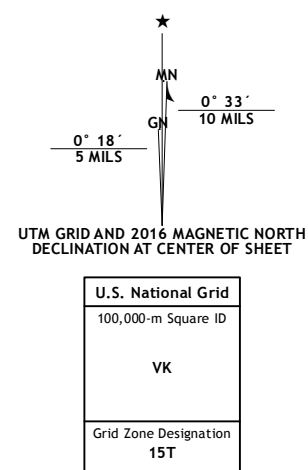 ★
MN
0° 33´
10 MILS
GN
0° 18´
5 MILS
UTM GRID AND 2016 MAGNETIC NORTH
DECLINATION AT CENTER OF SHEET
U.S. National Grid
100,000-m Square ID
VK
Grid Zone Designation
15T